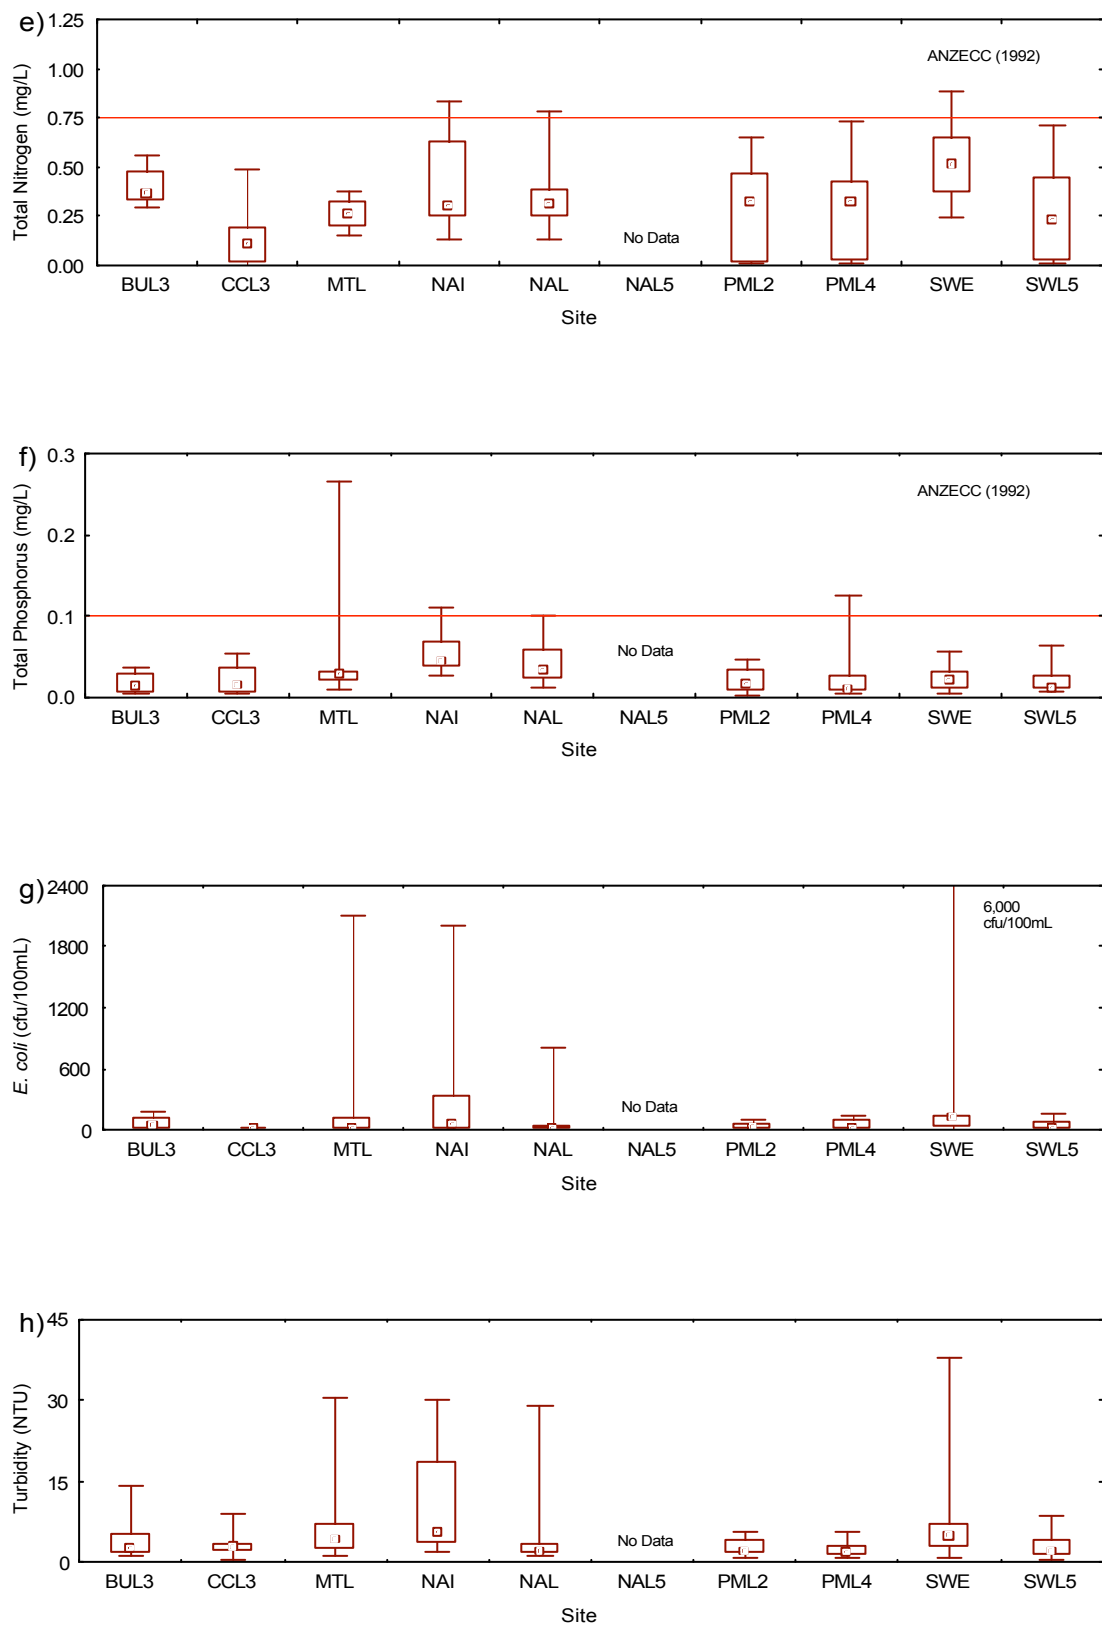 e)
Total Nitrogen (mg/L)
1.25
1.00
0.75
0.50
0.25
0.00
ANZECC (1992)
No Data
BUL3 CCL3 MTL NAI NAL NAL5 PML2 PML4 SWE SWL5
Site
f)
Total Phosphorus (mg/L)
0.3
0.2
0.1
0.0
ANZECC (1992)
No Data
BUL3 CCL3 MTL NAI NAL NAL5 PML2 PML4 SWE SWL5
Site
g)
E. coli (cfu/100mL)
2400
1800
1200
600
0
6,000
cfu/100mL
No Data
BUL3 CCL3 MTL NAI NAL NAL5 PML2 PML4 SWE SWL5
Site
h)
Turbidity (NTU)
45
30
15
0
No Data
BUL3 CCL3 MTL NAI NAL NAL5 PML2 PML4 SWE SWL5
Site